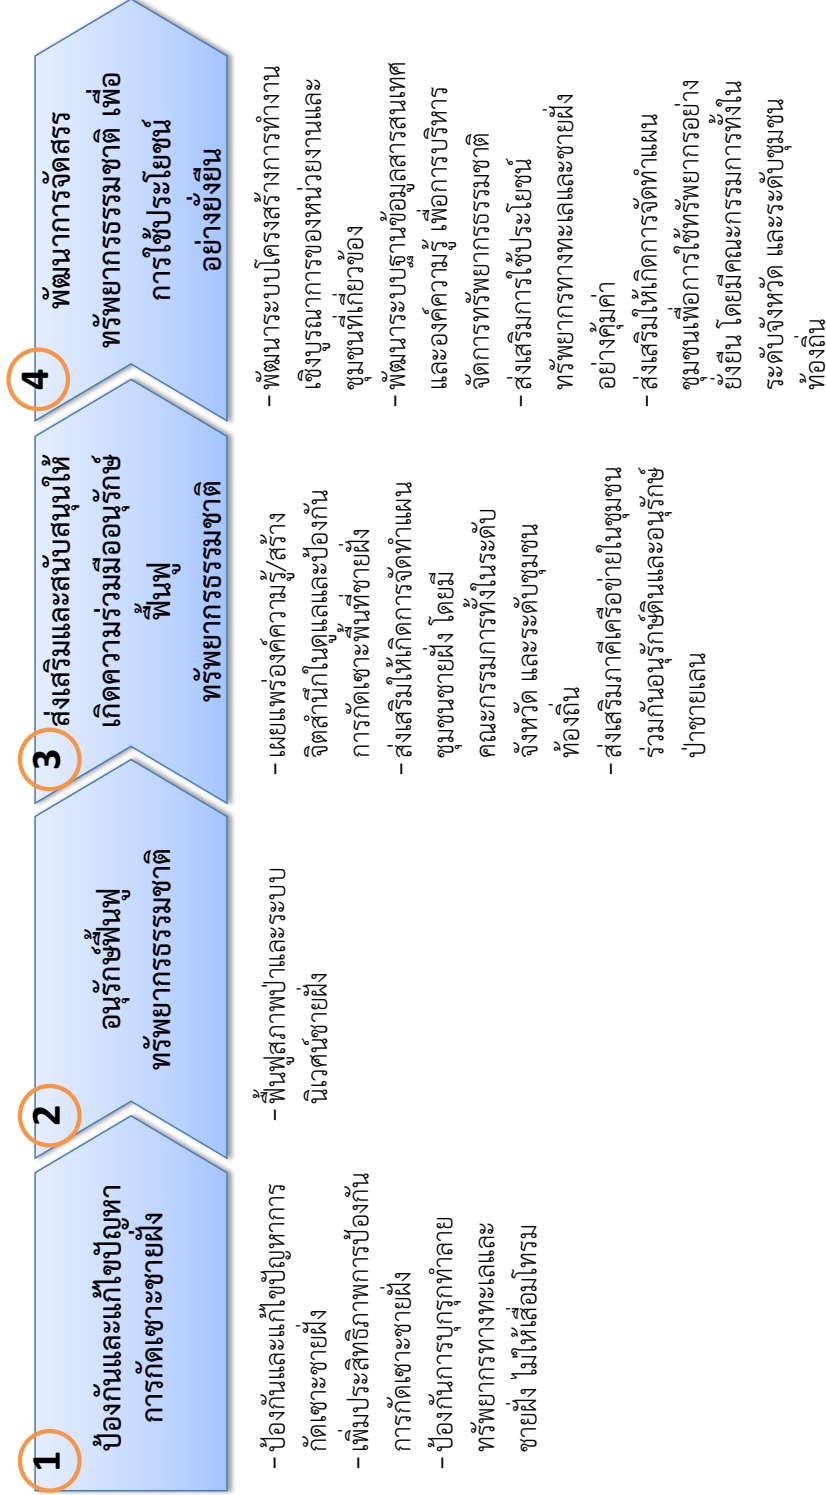 1
ป้องกันและแก้ไขปัญหา
การกัดเซาะชายฝั่ง
– ป้องกันและแก้ไขปัญหาการ
กัดเซาะชายฝั่ง
– เพิ่มประสิทธิภาพการป้องกัน
การกัดเซาะชายฝั่ง
– ป้องกันการบุกรุกทำลาย
ทรัพยากรทางทะเลและ
ชายฝั่ง ไม่ให้เสื่อมโทรม
2
อนุรักษ์ฟื้นฟู
ทรัพยากรธรรมชาติ
– ฟื้นฟูสภาพป่าและระบบ
นิเวศน์ชายฝั่ง
3
ส่งเสริมและสนับสนุนให้
เกิดความร่วมมืออนุรักษ์
ฟื้นฟู
ทรัพยากรธรรมชาติ
– เผยแพร่องค์ความรู้/สร้าง
จิตสำนึกในดูแลและป้องกัน
การกัดเซาะพื้นที่ชายฝั่ง
– ส่งเสริมให้เกิดการจัดทำแผน
ชุมชนชายฝั่ง โดยมี
คณะกรรมการทั้งในระดับ
จังหวัด และระดับชุมชน
ท้องถิ่น
– ส่งเสริมภาคีเครือข่ายในชุมชน
ร่วมกันอนุรักษ์ดินและอนุรักษ์
ป่าชายเลน
4
พัฒนาการจัดสรร
ทรัพยากรธรรมชาติ เพื่อ
การใช้ประโยชน์
อย่างยั่งยืน
– พัฒนาระบบโครงสร้างการทำงาน
เชิงบูรณาการของหน่วยงานและ
ชุมชนที่เกี่ยวข้อง
– พัฒนาระบบฐานข้อมูลสารสนเทศ
และองค์ความรู้ เพื่อการบริหาร
จัดการทรัพยากรธรรมชาติ
– ส่งเสริมการใช้ประโยชน์
ทรัพยากรทางทะเลและชายฝั่ง
อย่างคุ้มค่า
– ส่งเสริมให้เกิดการจัดทำแผน
ชุมชนเพื่อการใช้ทรัพยากรอย่าง
ยั่งยืน โดยมีคณะกรรมการทั้งใน
ระดับจังหวัด และระดับชุมชน
ท้องถิ่น